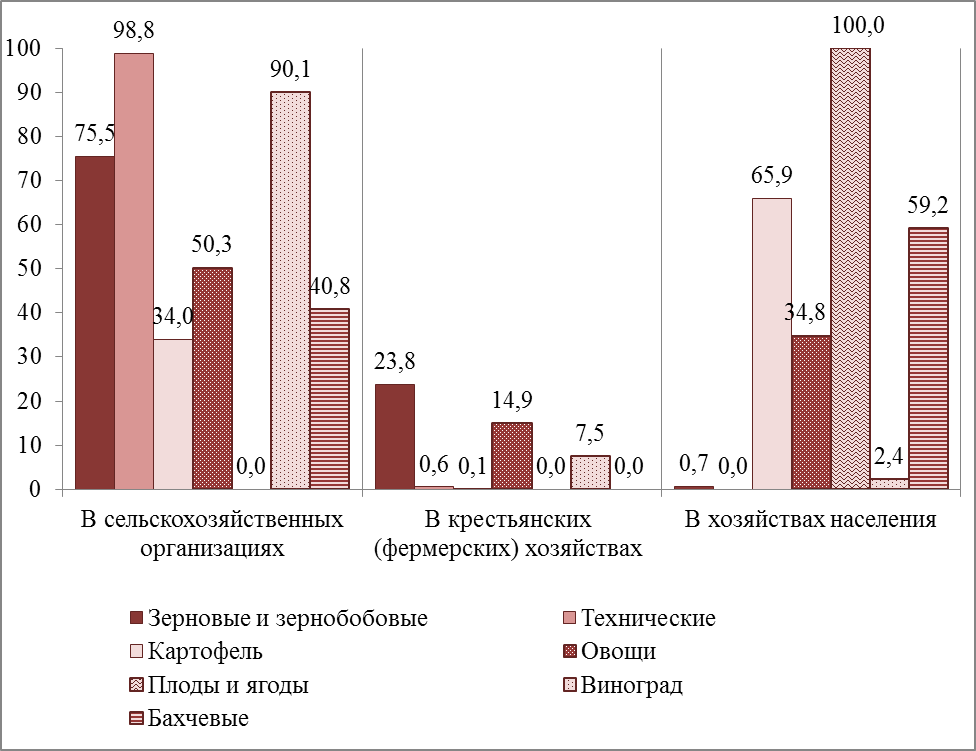 100
90
80
70
60
50
40
30
20
10
0
75,5
98,8
34,0
50,3
0,0
90,1
40,8
23,8
0,6
0,1
14,9
0,0
7,5
0,0
0,7
0,0
65,9
34,8
100,0
2,4
59,2
В сельскохозяйственных
организациях
В крестьянских
(фермерских) хозяйствах
В хозяйствах населения
Зерновые и зернобобовые
Технические
Картофель
Овощи
Плоды и ягоды
Виноград
Бахчевые